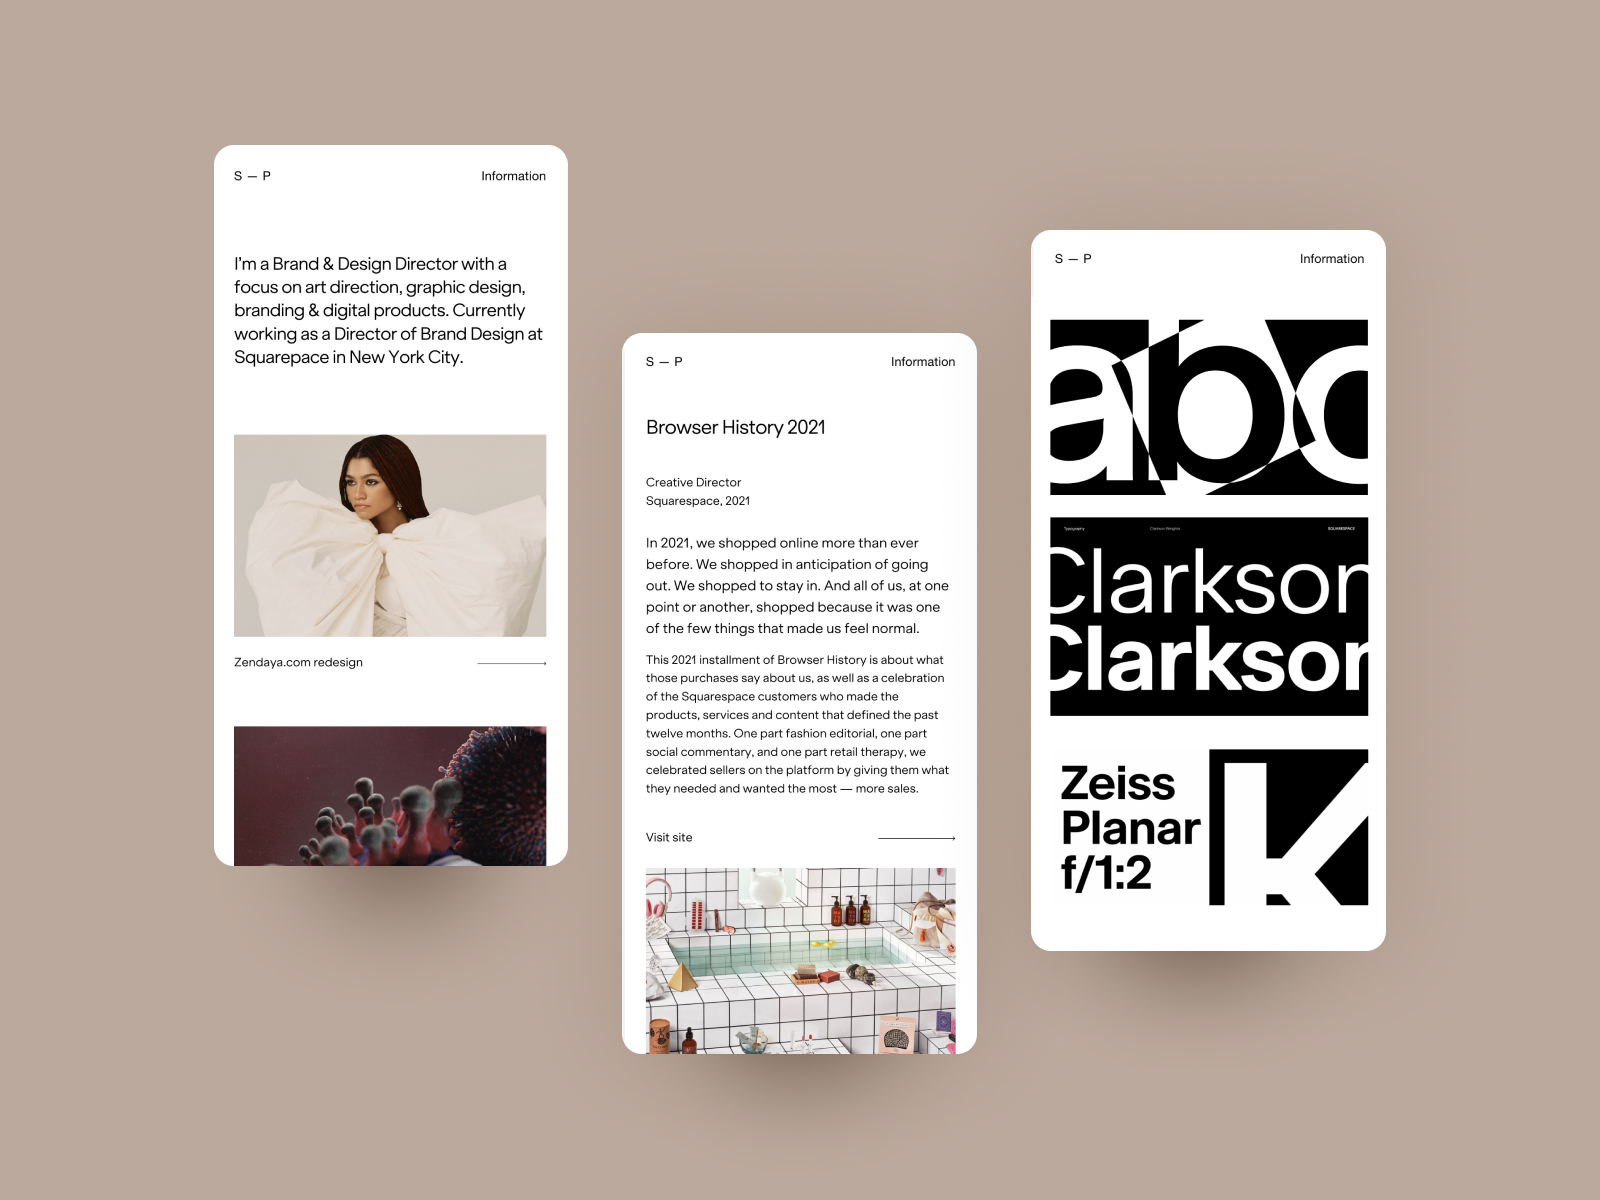 S — P
Information
I’m a Brand & Design Director with a
focus on art direction, graphic design,
branding & digital products. Currently
working as a Director of Brand Design at
Squarepace in New York City.
Zendaya.com redesign
S — P
Information
Browser History 2021
Creative Director
Squarespace, 2021
In 2021, we shopped online more than ever
before. We shopped in anticipation of going
out. We shopped to stay in. And all of us, at one
point or another, shopped because it was one
of the few things that made us feel normal.
This 2021 installment of Browser History is about what
those purchases say about us, as well as a celebration
of the Squarespace customers who made the
products, services and content that defined the past
twelve months. One part fashion editorial, one part
social commentary, and one part retail therapy, we
celebrated sellers on the platform by giving them what
they needed and wanted the most — more sales.
Visit site
S — P
Information
abc
Typography
Clarkson Weights
SQUARESPACE
Clarkson
Clarkson
Zeiss
Planar
f/1:2
K